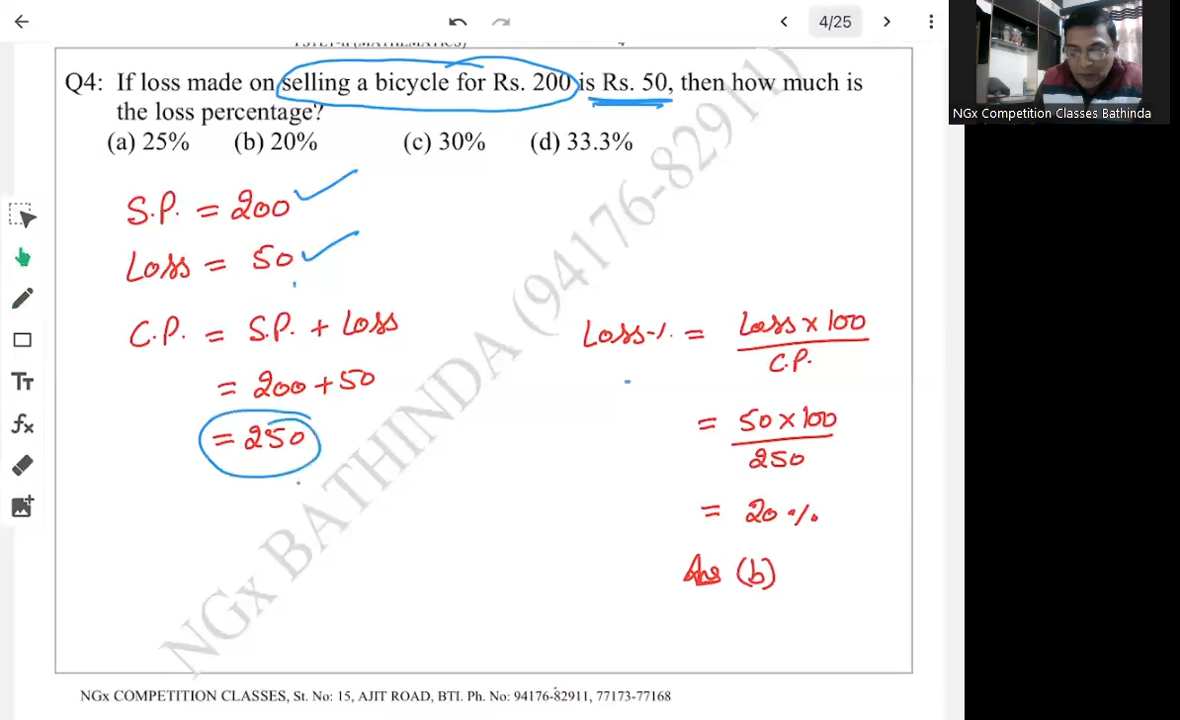 4/25
Q4: If loss made on selling a bicycle for Rs. 200 is Rs. 50, then how much is
the loss percentage?
(a) 25% (b) 20% (c) 30% (d) 33.3%
S.P. = 200
Loss = 50
C.P. = S.P. + Loss
= 200 + 50
= 250
Loss % = Loss x 100
C.P.
= 50 x 100
250
= 20 %
Ans (b)
NGx BATHINDA (94176-82911)
NGx COMPETITION CLASSES, St. No: 15, AJIT ROAD, BTI. Ph. No: 94176-82911, 77173-77168
NGx Competition Classes Bathinda
Tт
fx